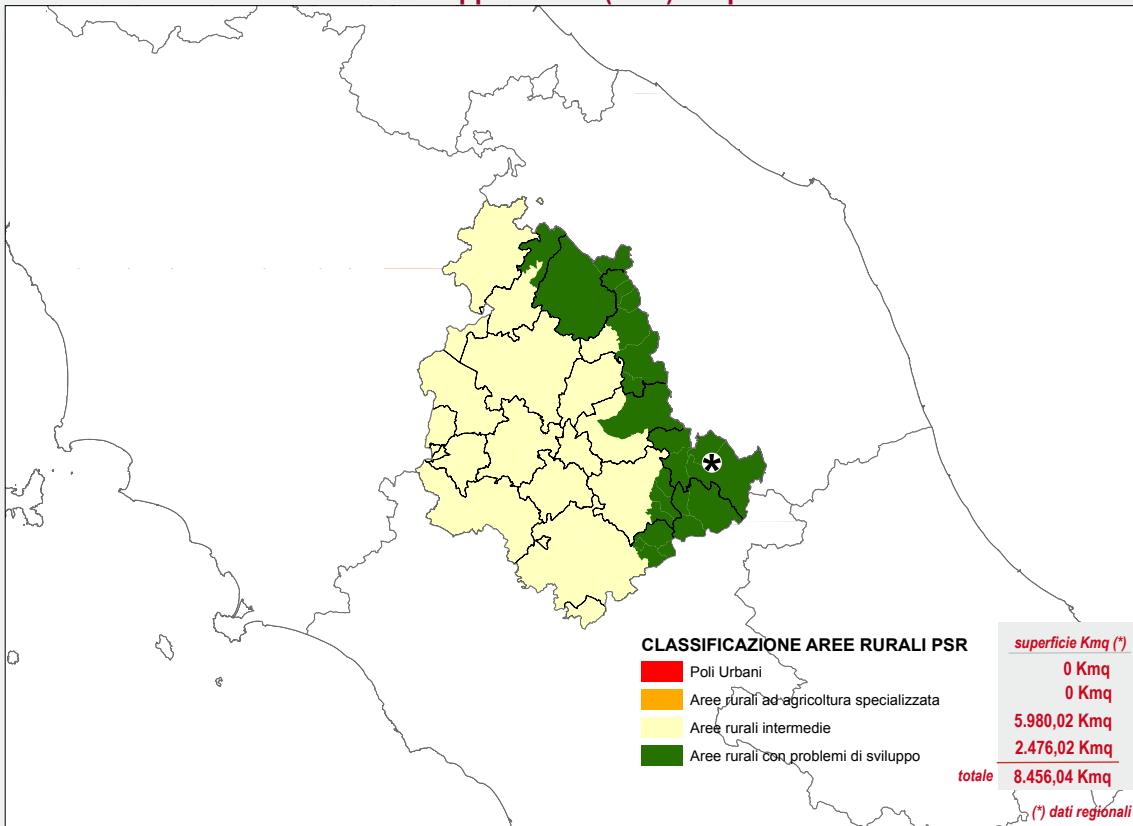 CLASSIFICAZIONE AREE RURALI PSR
superficie Kmq (*)
Poli Urbani
0 Kmq
Aree rurali ad agricoltura specializzata
0 Kmq
Aree rurali intermedie
5.980,02 Kmq
Aree rurali con problemi di sviluppo
2.476,02 Kmq
totale
8.456,04 Kmq
(*) dati regionali